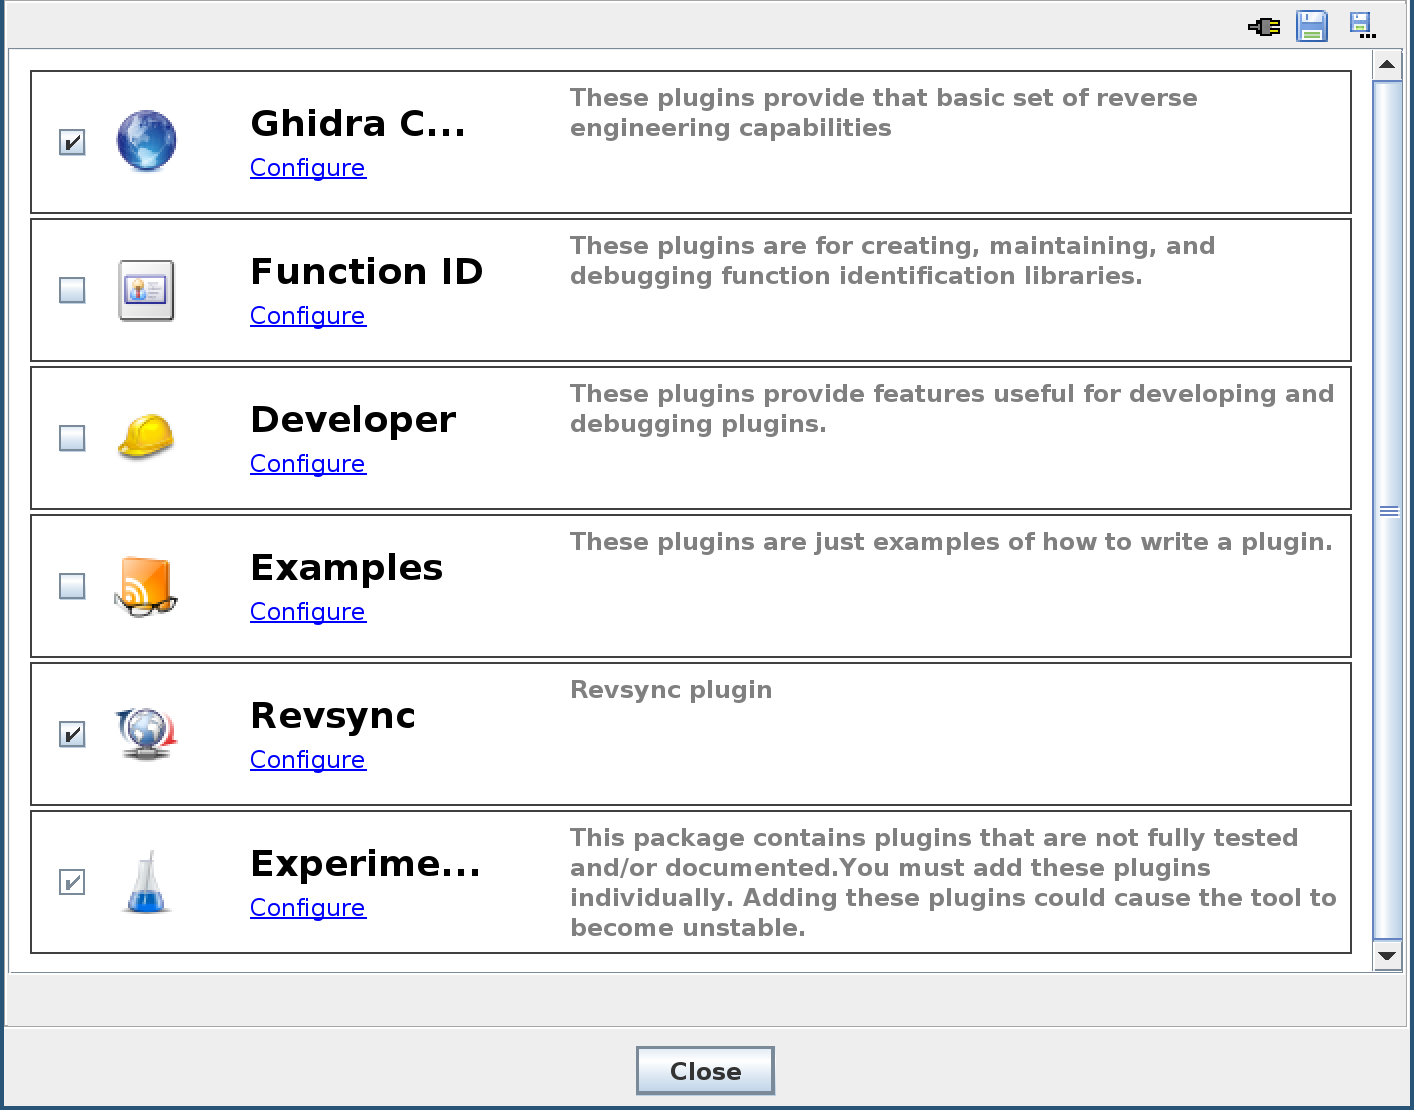 Ghidra C...
Configure
These plugins provide that basic set of reverse
engineering capabilities
Function ID
Configure
These plugins are for creating, maintaining, and
debugging function identification libraries.
Developer
Configure
These plugins provide features useful for developing and
debugging plugins.
Examples
Configure
These plugins are just examples of how to write a plugin.
Revsync
Configure
Revsync plugin
Experime...
Configure
This package contains plugins that are not fully tested
and/or documented.You must add these plugins
individually. Adding these plugins could cause the tool to
become unstable.
Close